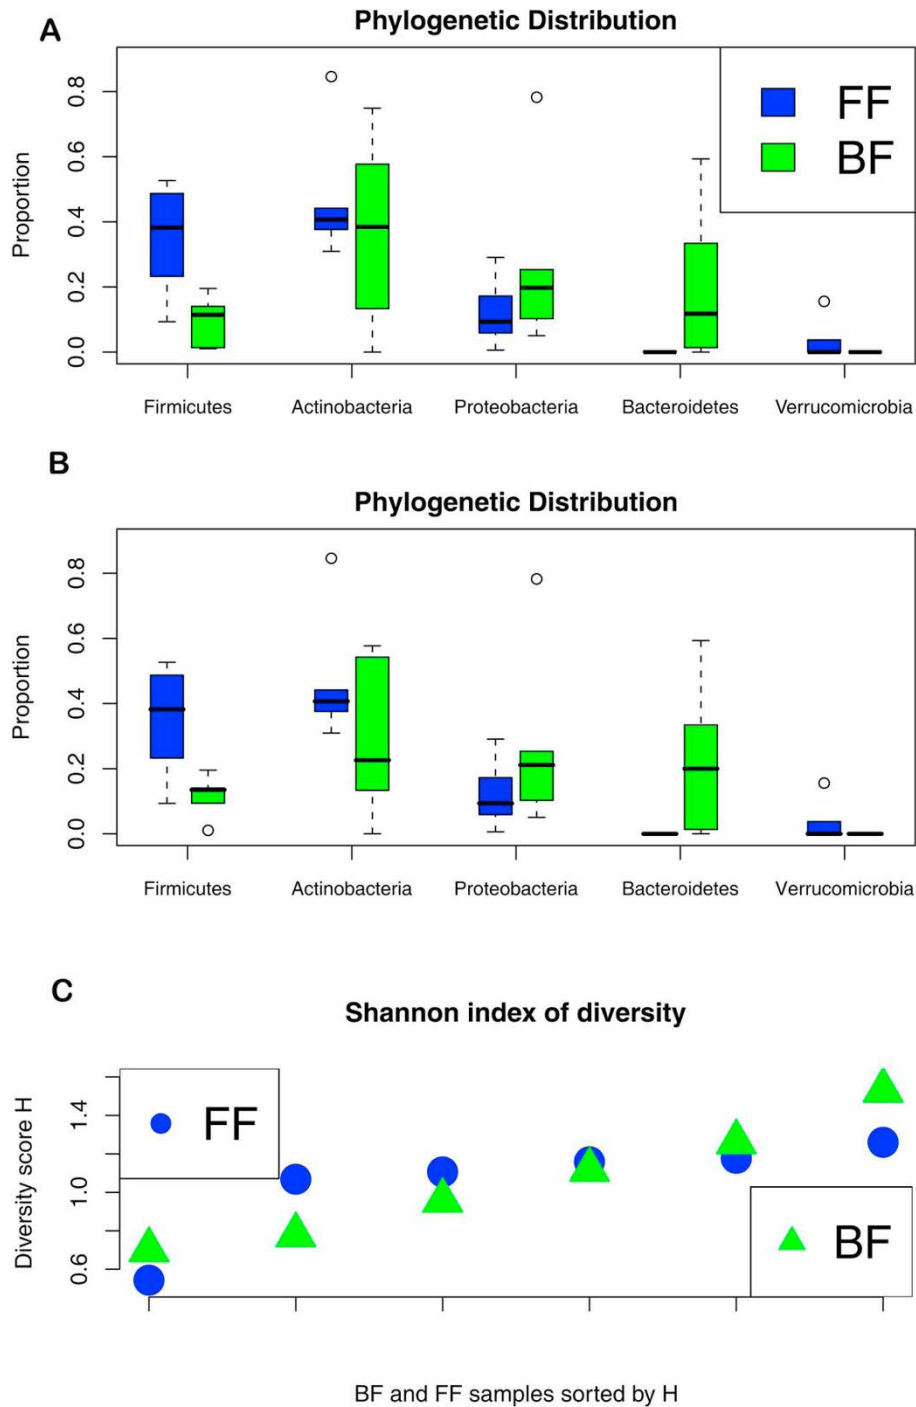 A
Phylogenetic Distribution
Proportion
0.0 0.2 0.4 0.6 0.8
FF
BF
Firmicutes Actinobacteria Proteobacteria Bacteroidetes Verrucomicrobia
B
Phylogenetic Distribution
Proportion
0.0 0.2 0.4 0.6 0.8
Firmicutes Actinobacteria Proteobacteria Bacteroidetes Verrucomicrobia
C
Shannon index of diversity
Diversity score H
0.6 1.0 1.4
FF
BF
BF and FF samples sorted by H